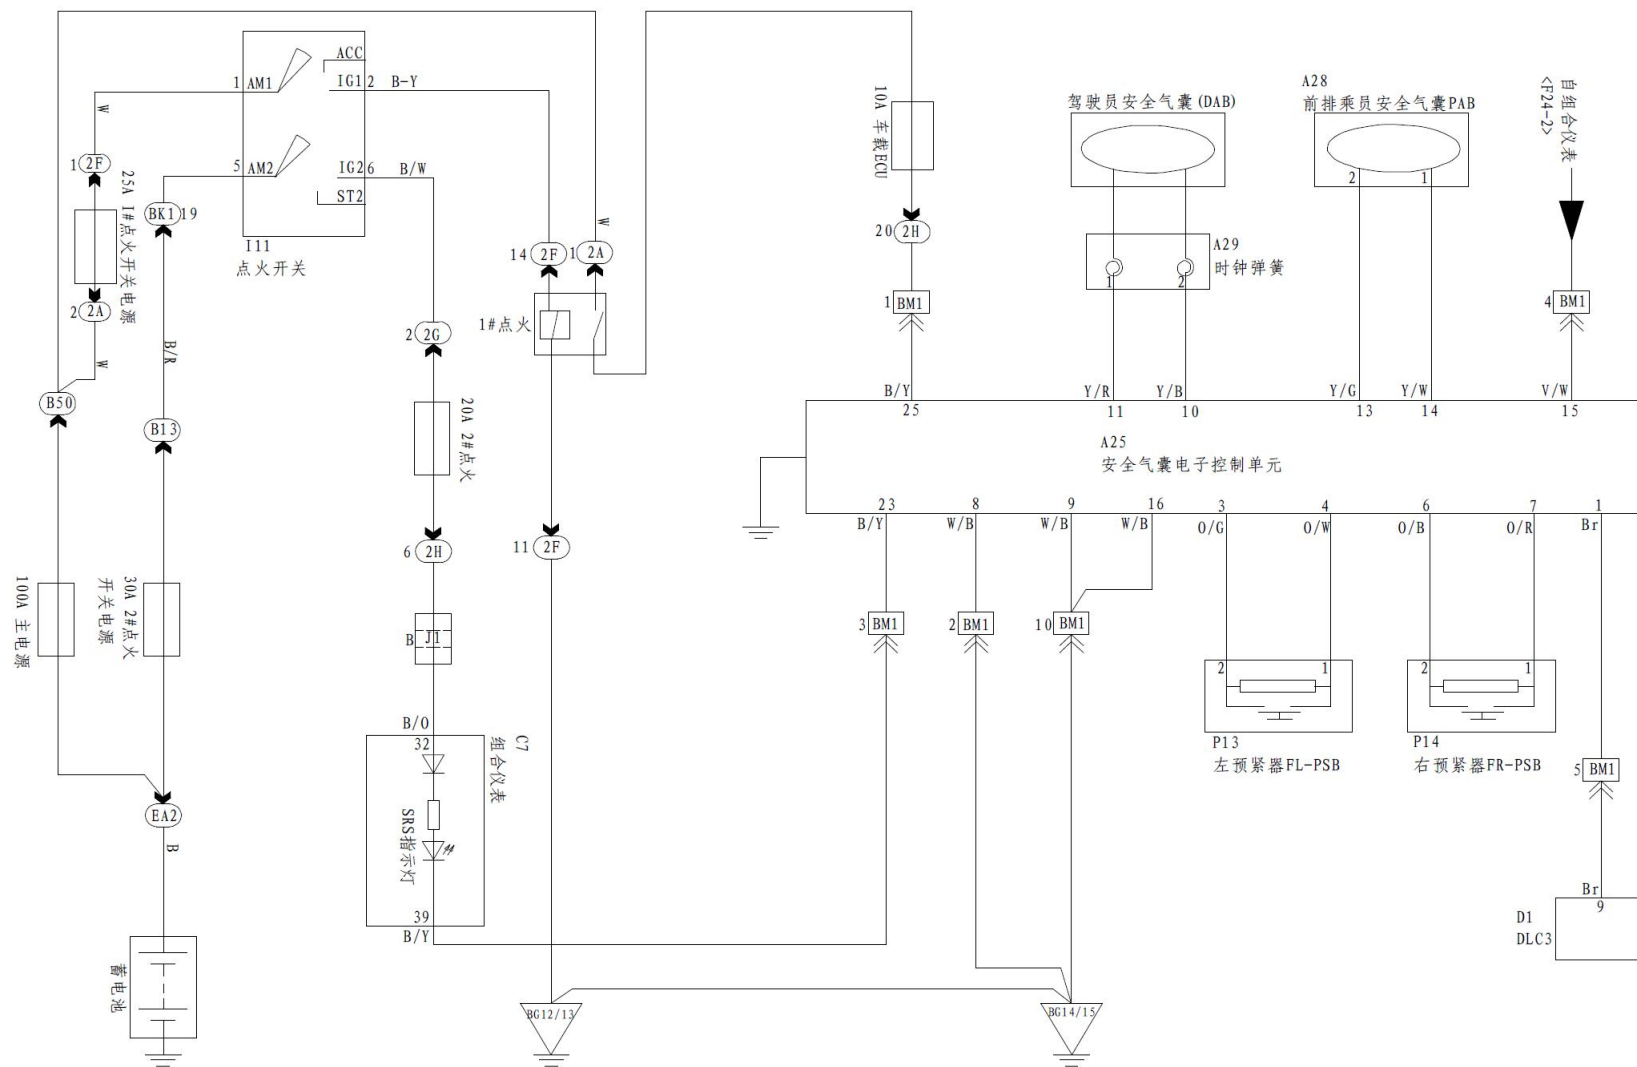 ACC
1 AM1
IG1 2 B-Y
W
5 AM2
IG2 6 B/W
ST2
I11
点火开关
1 2F
25A 1#点火开关电源
2 2A
W
BK1 19
B/R
B50
B13
100A 主电源
30A 2#点火
开关电源
EA2
B
蓄电池
2 2G
20A 2#点火
6 2H
B J1
B/O
32
C7
组合仪表
SRS指示灯
39
B/Y
14 2F
W
1 2A
1#点火
11 2F
BG12/13
10A 车载ECU
20 2H
1 BM1
B/Y
25
驾驶员安全气囊(DAB)
A29
时钟弹簧
1 2
Y/R Y/B
11 10
A28
前排乘员安全气囊PAB
2 1
Y/G Y/W
13 14
自组合仪表
<F24-2>
4 BM1
V/W
15
A25
安全气囊电子控制单元
23 8 9 16 3 4 6 7 1
B/Y W/B W/B W/B O/G O/W O/B O/R Br
3 BM1
2 BM1
10 BM1
BG14/15
2 1
P13
左预紧器FL-PSB
2 1
P14
右预紧器FR-PSB
5 BM1
Br
9
D1
DLC3